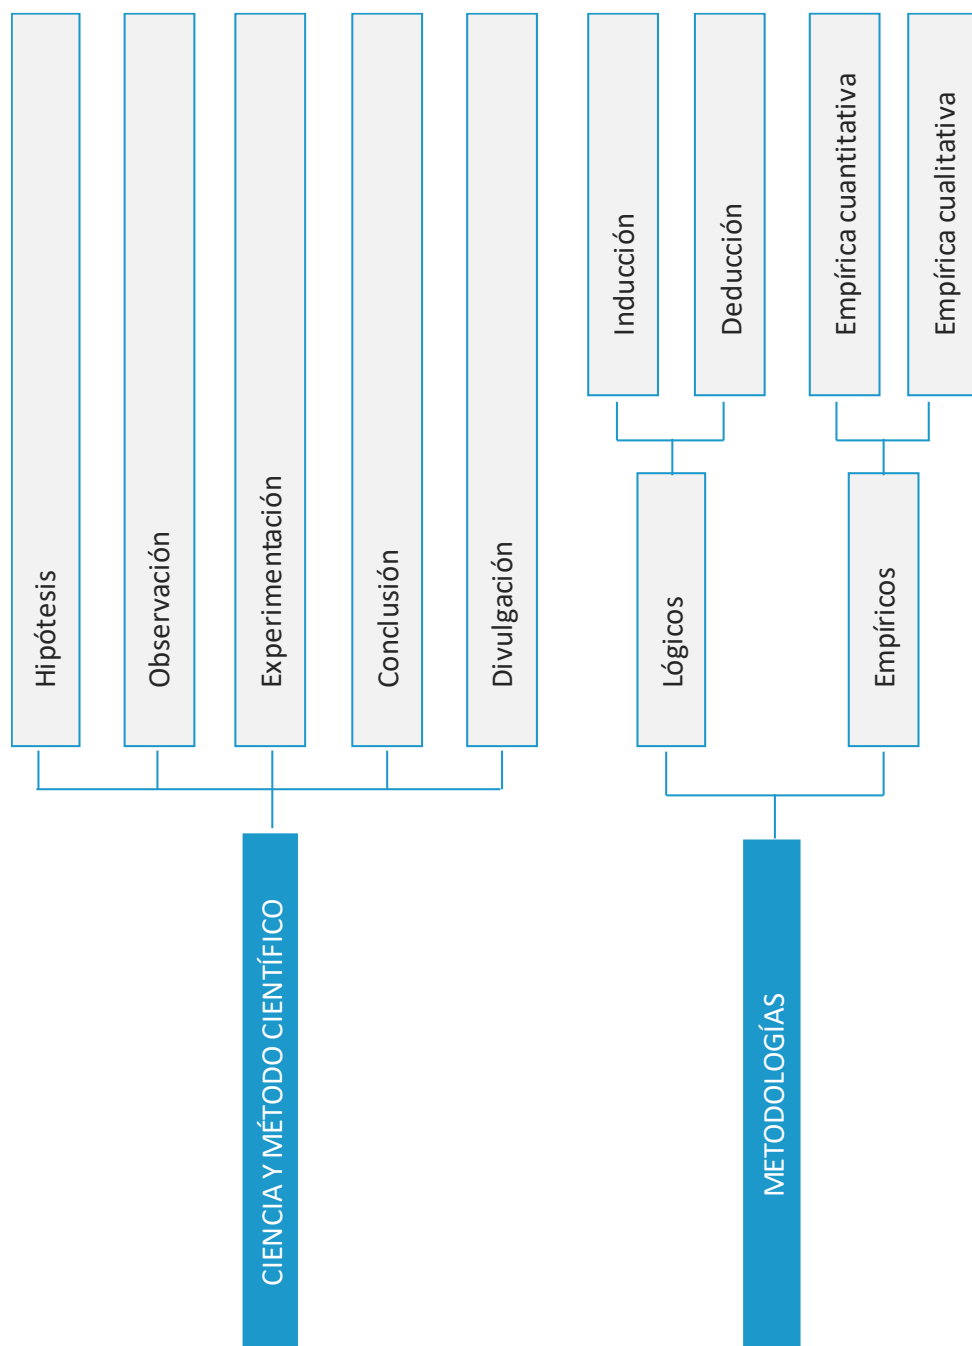 CIENCIA Y MÉTODO CIENTÍFICO
Hipótesis
Observación
Experimentación
Conclusión
Divulgación
METODOLOGÍAS
Lógicos
Inducción
Deducción
Empíricos
Empírica cuantitativa
Empírica cualitativa